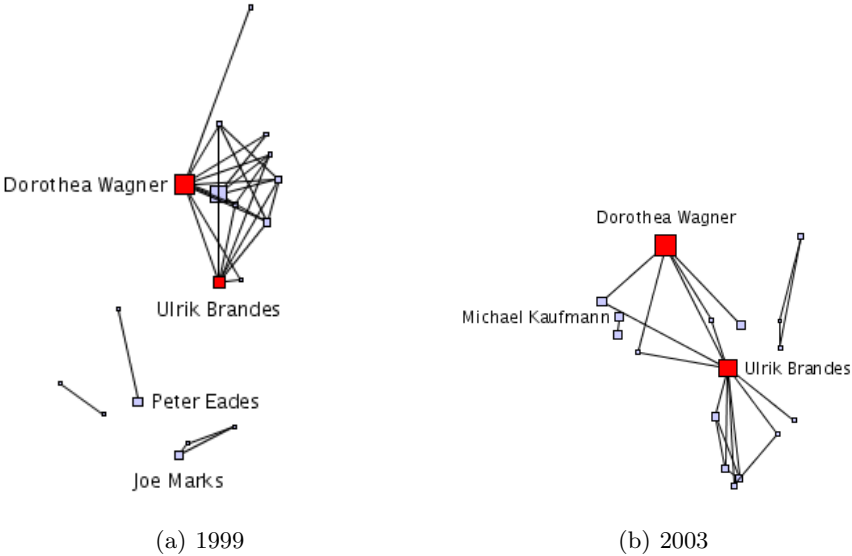 Dorothea Wagner
Ulrik Brandes
Peter Eades
Joe Marks
(a) 1999
Dorothea Wagner
Michael Kaufmann
Ulrik Brandes
(b) 2003